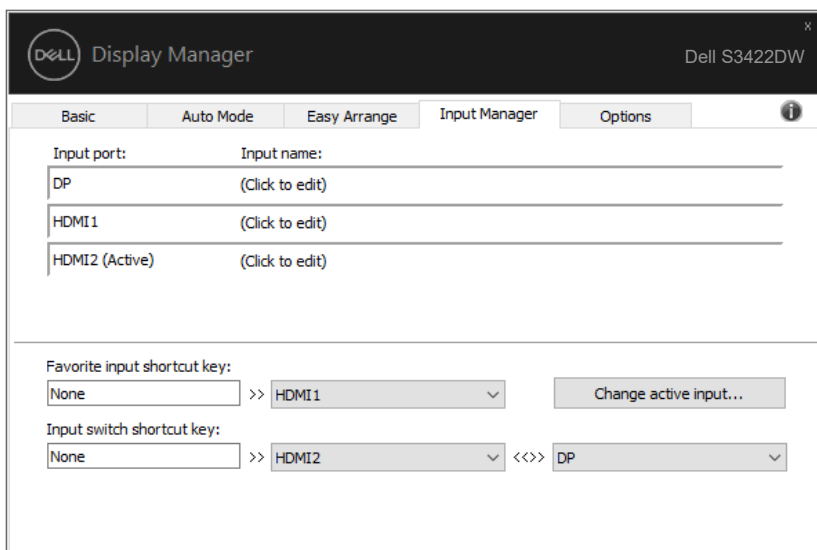 x
DELL Display Manager Dell S3422DW
Basic Auto Mode Easy Arrange Input Manager Options i
Input port: Input name:
DP (Click to edit)
HDMI1 (Click to edit)
HDMI2 (Active) (Click to edit)
Favorite input shortcut key:
None >> HDMI1 Change active input...
Input switch shortcut key:
None >> HDMI2 <<>> DP